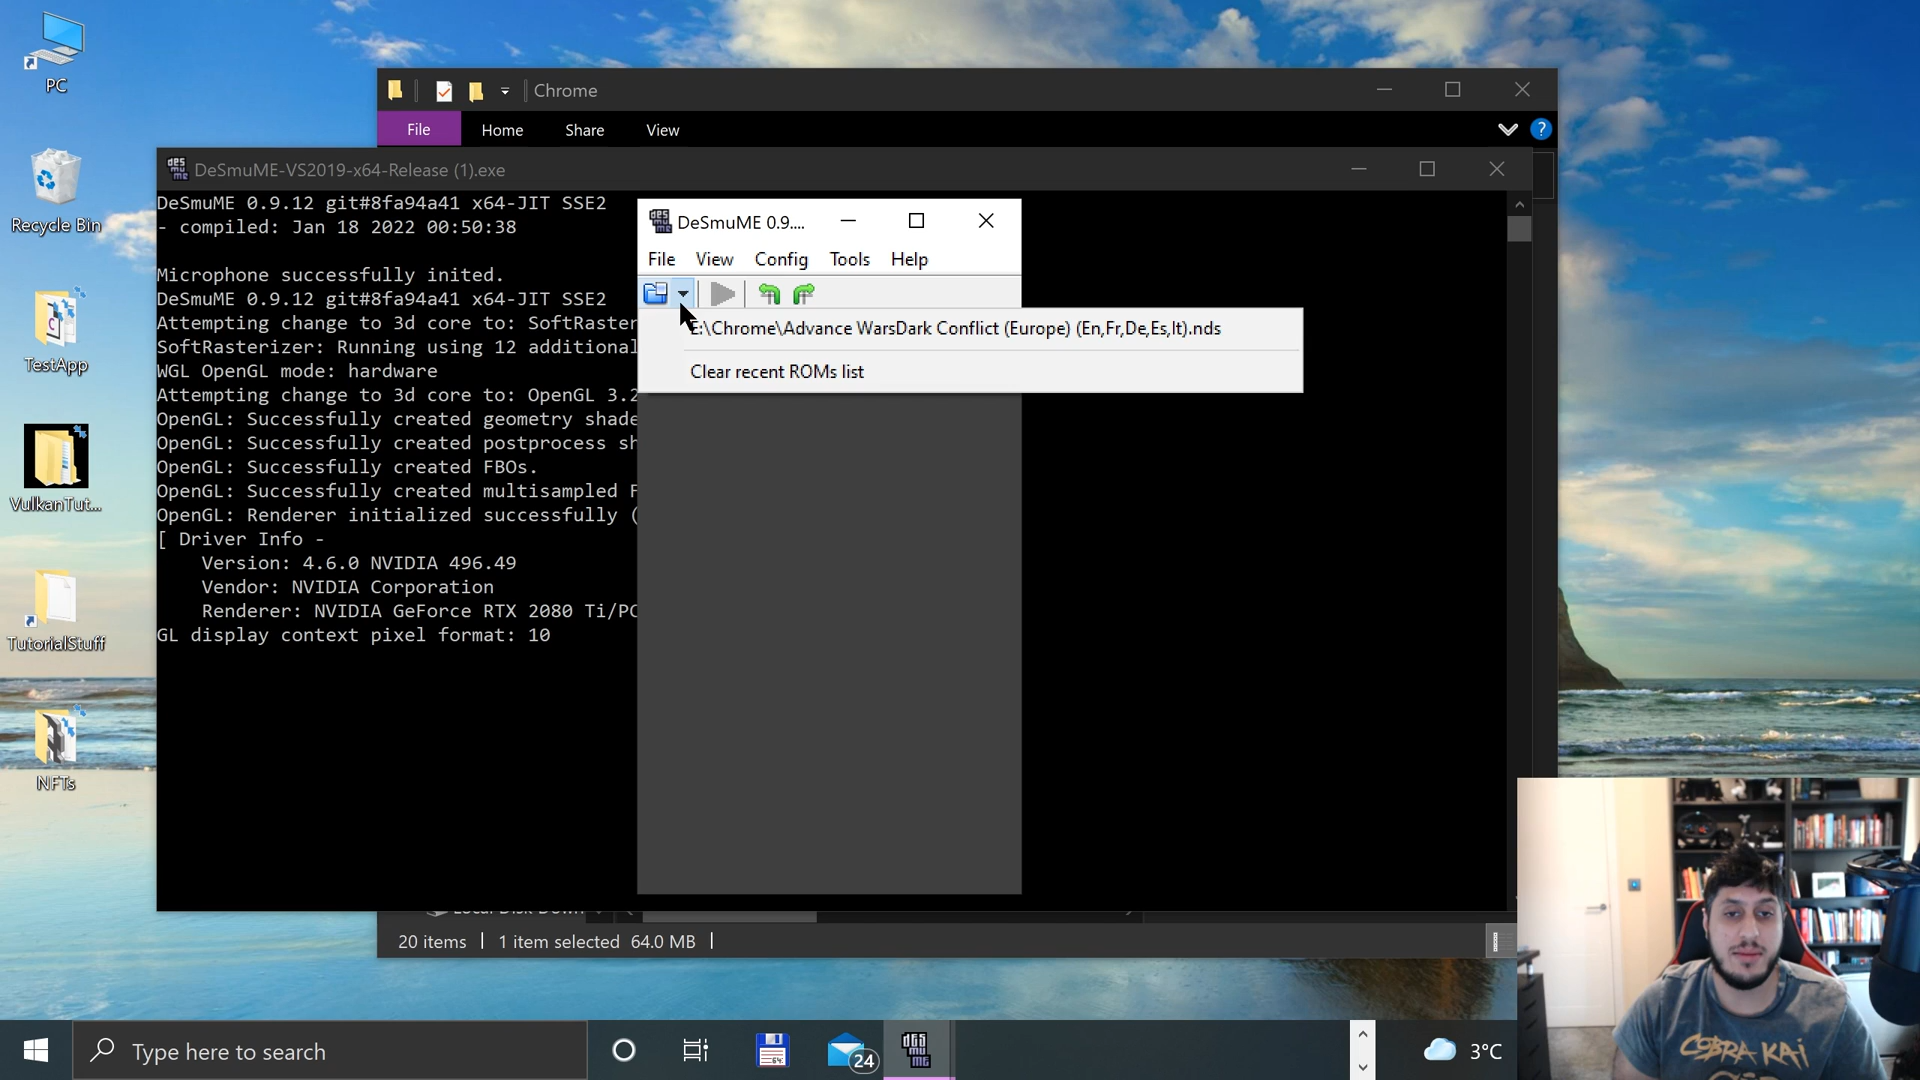 PC
Recycle Bin
TestApp
VulkanTut...
TutorialStuff
NFTs
Chrome
File Home Share View
?
DeSmuME-VS2019-x64-Release (1).exe
DeSmuME 0.9.12 git#8fa94a41 x64-JIT SSE2
- compiled: Jan 18 2022 00:50:38
Microphone successfully inited.
DeSmuME 0.9.12 git#8fa94a41 x64-JIT SSE2
Attempting change to 3d core to: SoftRaster
SoftRasterizer: Running using 12 additional
WGL OpenGL mode: hardware
Attempting change to 3d core to: OpenGL 3.2
OpenGL: Successfully created geometry shade
OpenGL: Successfully created postprocess sh
OpenGL: Successfully created FBOs.
OpenGL: Successfully created multisampled F
OpenGL: Renderer initialized successfully (
[ Driver Info -
Version: 4.6.0 NVIDIA 496.49
Vendor: NVIDIA Corporation
Renderer: NVIDIA GeForce RTX 2080 Ti/PC
GL display context pixel format: 10
DeSmuME 0.9....
File View Config Tools Help
E:\Chrome\Advance WarsDark Conflict (Europe) (En,Fr,De,Es,It).nds
Clear recent ROMs list
20 items 1 item selected 64.0 MB
COBRA KAI
Type here to search
64
24
3°C